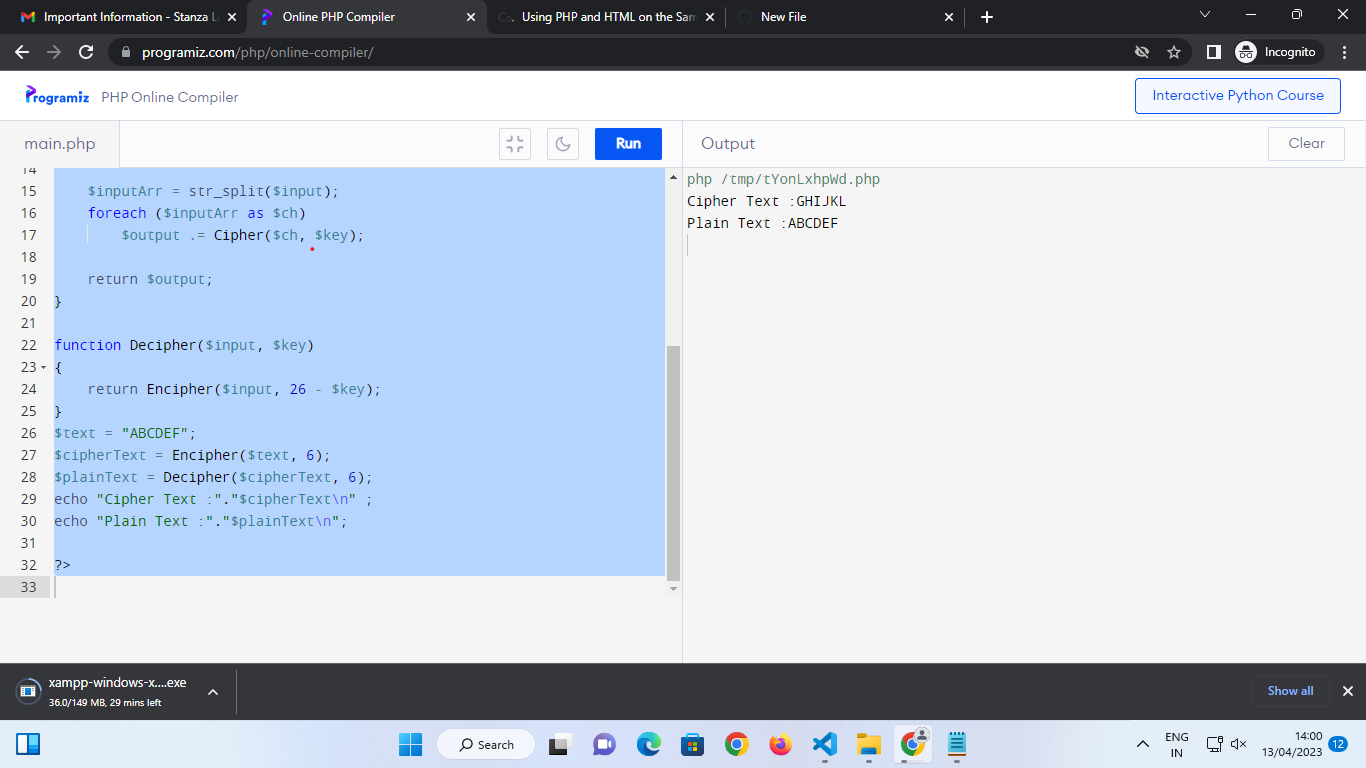 Important Information - Stanza Li
Online PHP Compiler
Co.
Using PHP and HTML on the Sam
New File
programiz.com/php/online-compiler/
Incognito
Programiz
PHP Online Compiler
Interactive Python Course
main.php
Run
Output
Clear
14
15 $inputArr = str_split($input);
16 foreach ($inputArr as $ch)
17 $output .= Cipher($ch, $key);
18
19 return $output;
20 }
21
22 function Decipher($input, $key)
23 {
24 return Encipher($input, 26 - $key);
25 }
26 $text = "ABCDEF";
27 $cipherText = Encipher($text, 6);
28 $plainText = Decipher($cipherText, 6);
29 echo "Cipher Text :"."$cipherText\n" ;
30 echo "Plain Text :"."$plainText\n";
31
32 ?>
33
php /tmp/tYonLxhpWd.php
Cipher Text :GHIJKL
Plain Text :ABCDEF
xampp-windows-x....exe
36.0/149 MB, 29 mins left
Show all
Search
ENG
IN
14:00
13/04/2023
12